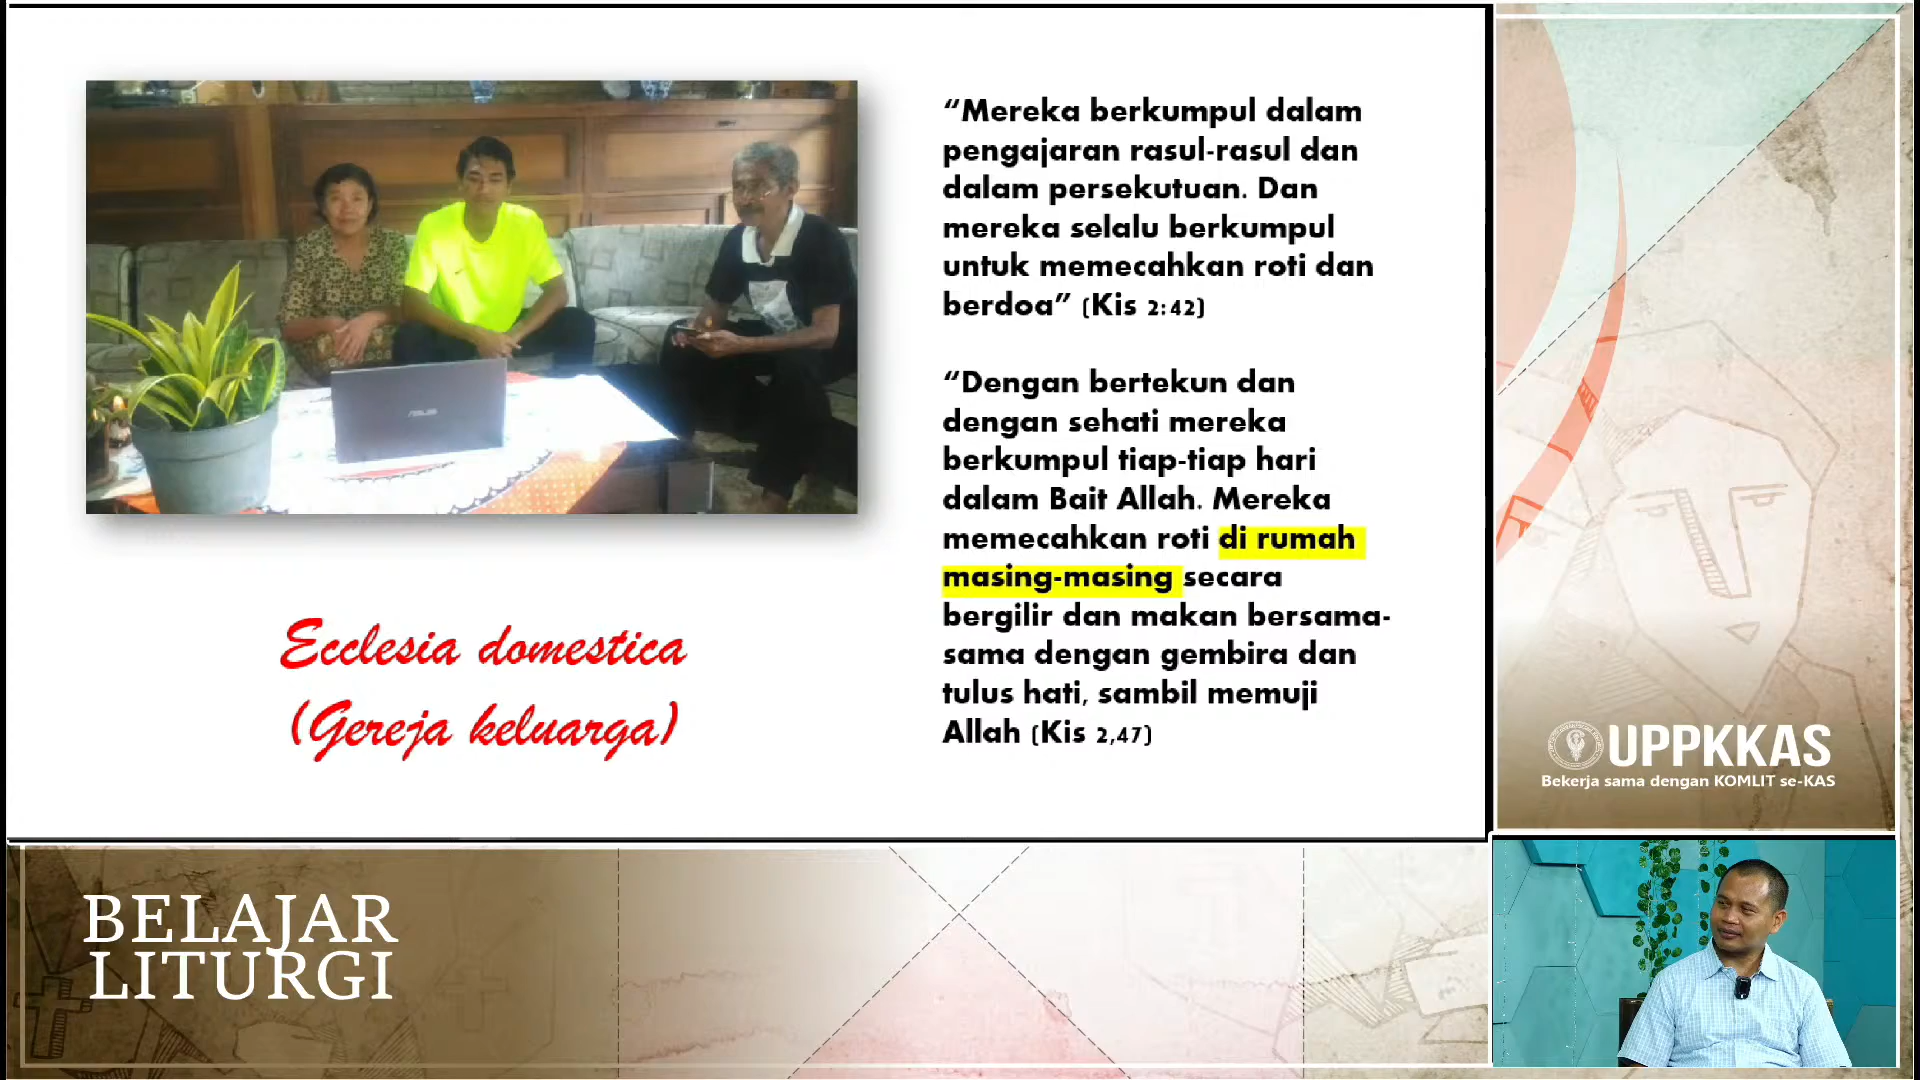 “Mereka berkumpul dalam
pengajaran rasul-rasul dan
dalam persekutuan. Dan
mereka selalu berkumpul
untuk memecahkan roti dan
berdoa” (Kis 2:42)
“Dengan bertekun dan
dengan sehati mereka
berkumpul tiap-tiap hari
dalam Bait Allah. Mereka
memecahkan roti di rumah
masing-masing secara
bergilir dan makan bersama-
sama dengan gembira dan
tulus hati, sambil memuji
Allah (Kis 2,47)
ASUS
Ecclesia domestica
(Gereja keluarga)
UPPKKAS
Bekerja sama dengan KOMLIT se-KAS
BELAJAR
LITURGI